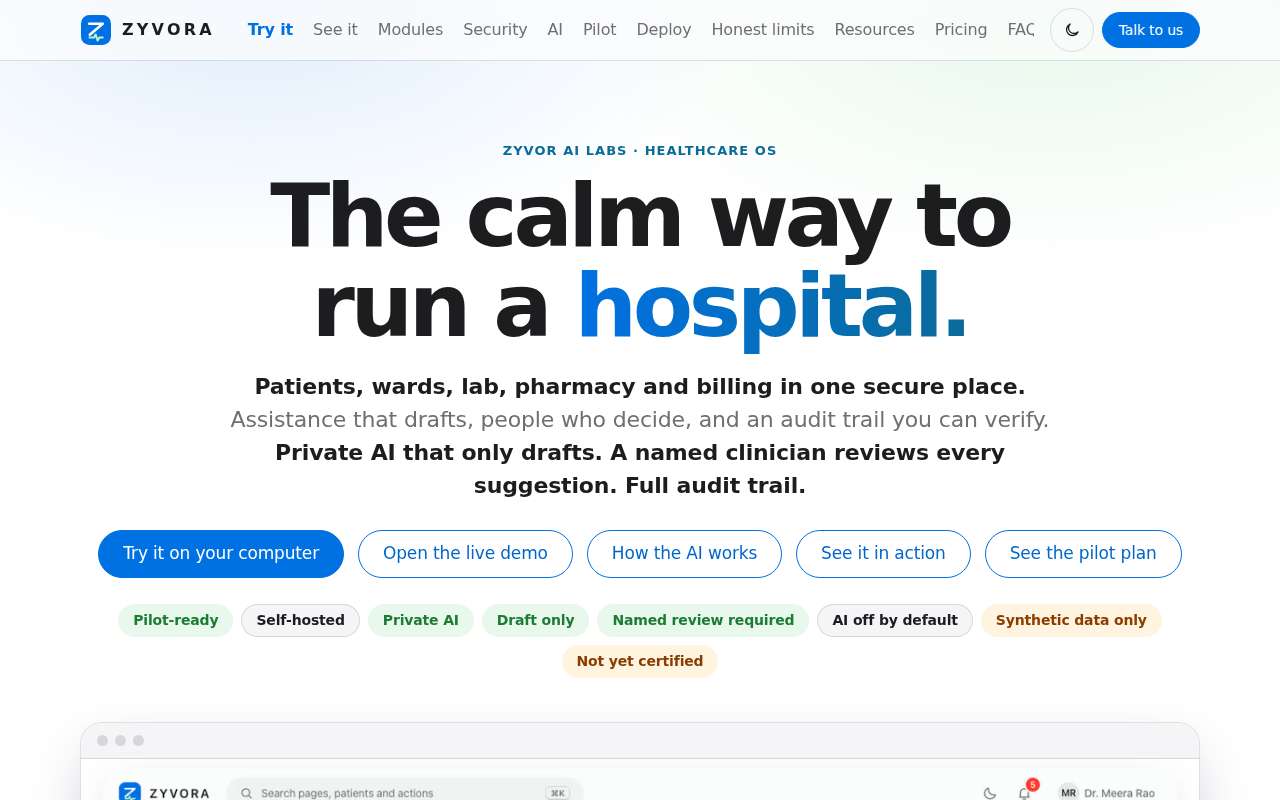 ZYVORA Try it See it Modules Security AI Pilot Deploy Honest limits Resources Pricing FAQ Talk to us
ZYVOR AI LABS · HEALTHCARE OS
The calm way to
run a hospital.
Patients, wards, lab, pharmacy and billing in one secure place.
Assistance that drafts, people who decide, and an audit trail you can verify.
Private AI that only drafts. A named clinician reviews every
suggestion. Full audit trail.
Try it on your computer Open the live demo How the AI works See it in action See the pilot plan
Pilot-ready Self-hosted Private AI Draft only Named review required AI off by default Synthetic data only
Not yet certified
ZYVORA Search pages, patients and actions ⌘K 5 MR Dr. Meera Rao